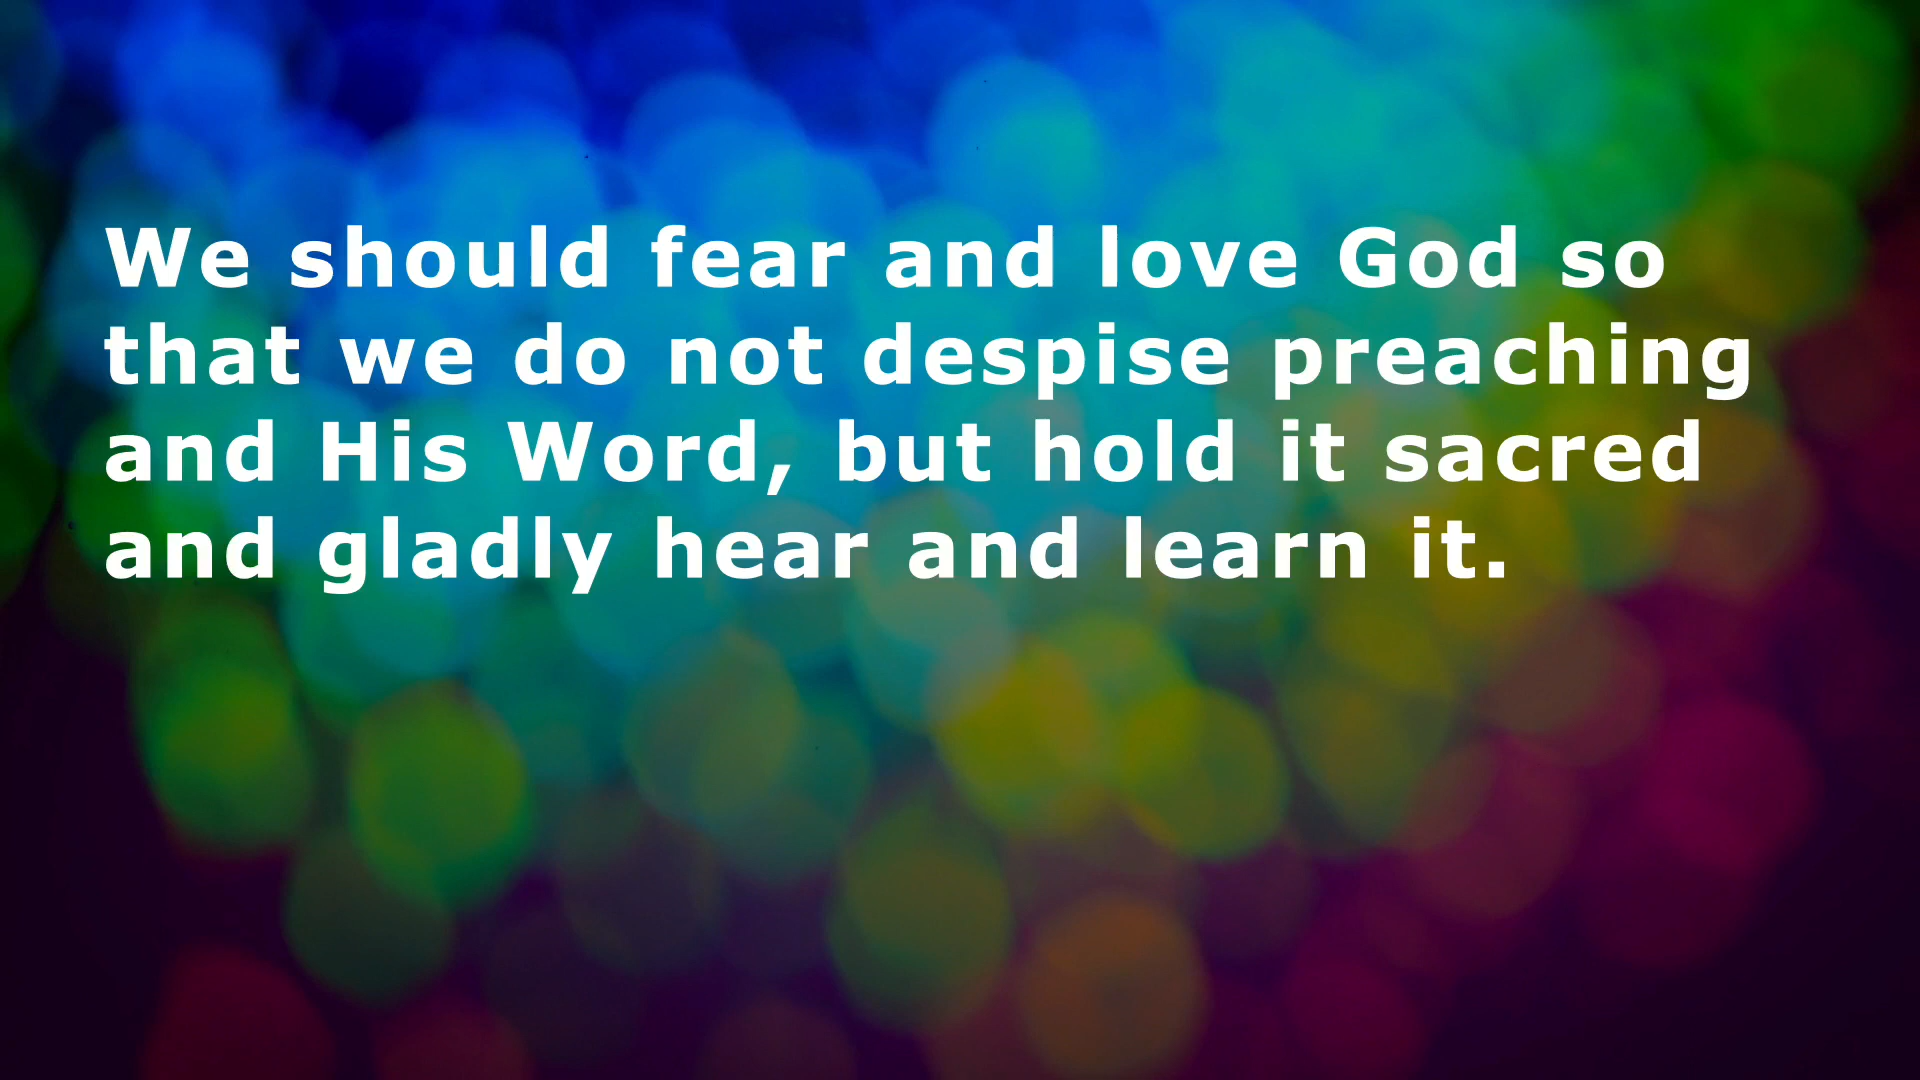 We should fear and love God so
that we do not despise preaching
and His Word, but hold it sacred
and gladly hear and learn it.